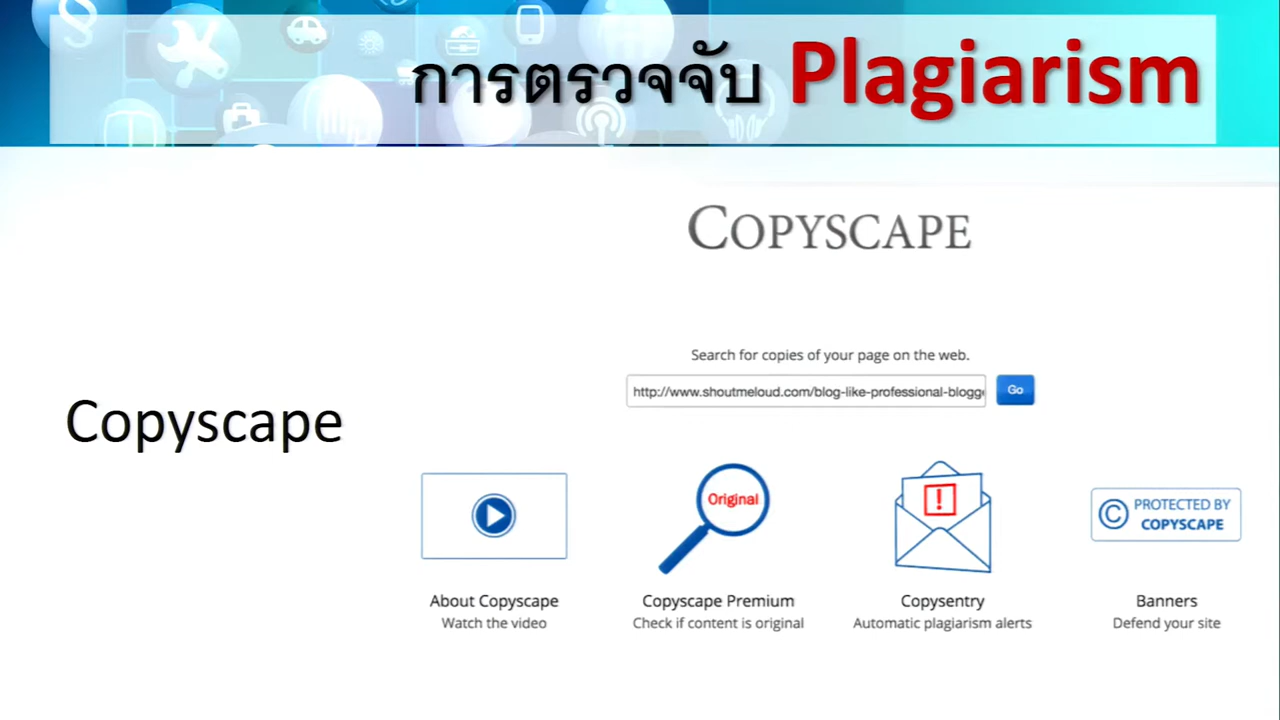 การตรวจจับ Plagiarism
COPYSCAPE
Search for copies of your page on the web.
http://www.shoutmeloud.com/blog-like-professional-blogg
Go
Copyscape
Original
!
© PROTECTED BY
COPYSCAPE
About Copyscape
Watch the video
Copyscape Premium
Check if content is original
Copysentry
Automatic plagiarism alerts
Banners
Defend your site